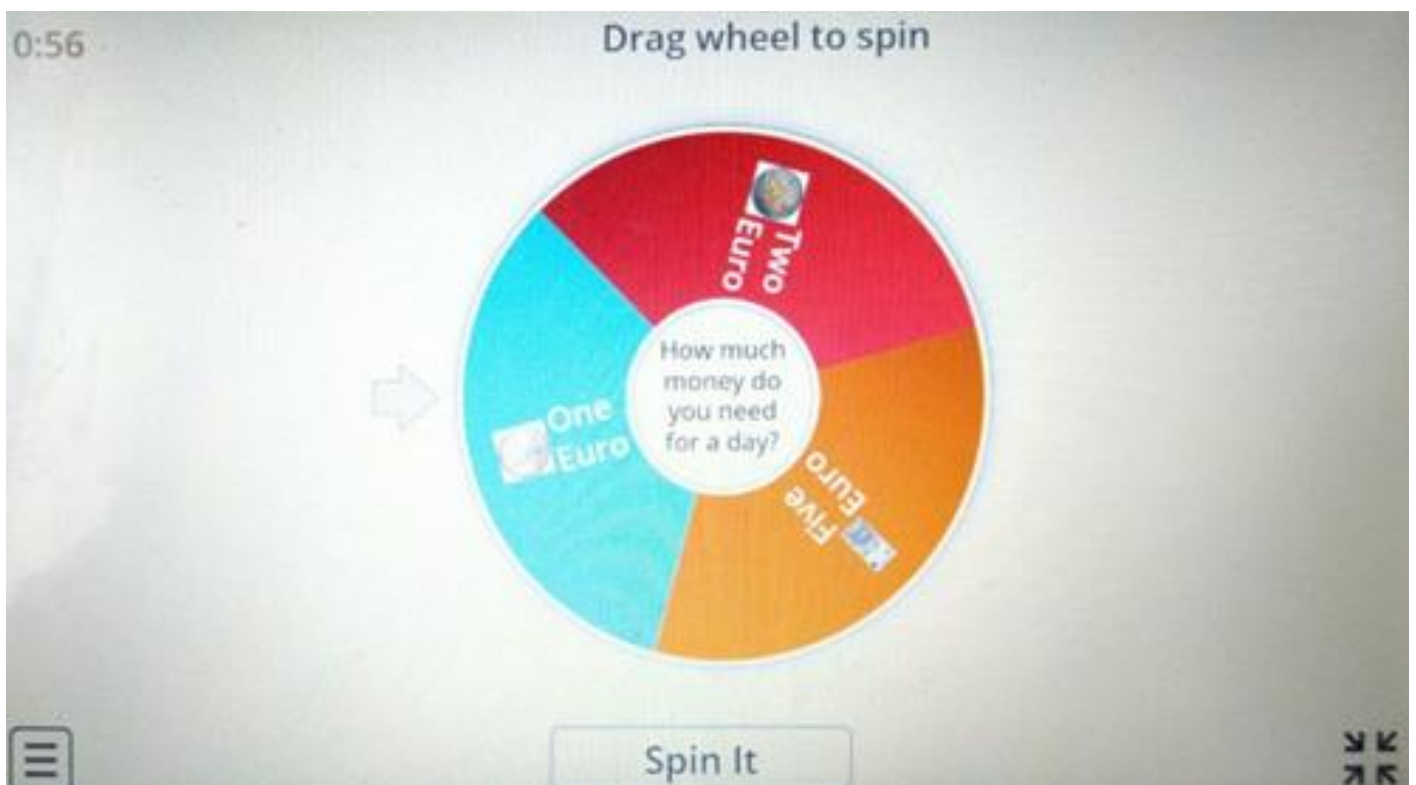 0:56
Drag wheel to spin
Two
Euro
How much
money do
you need
for a day?
One
Euro
Five
Euro
Spin It